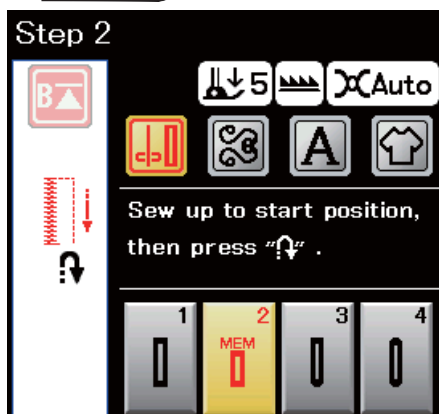 Step 2
B
5
Auto
A
Sew up to start position,
then press “ ” .
1
2
3
4
MEM